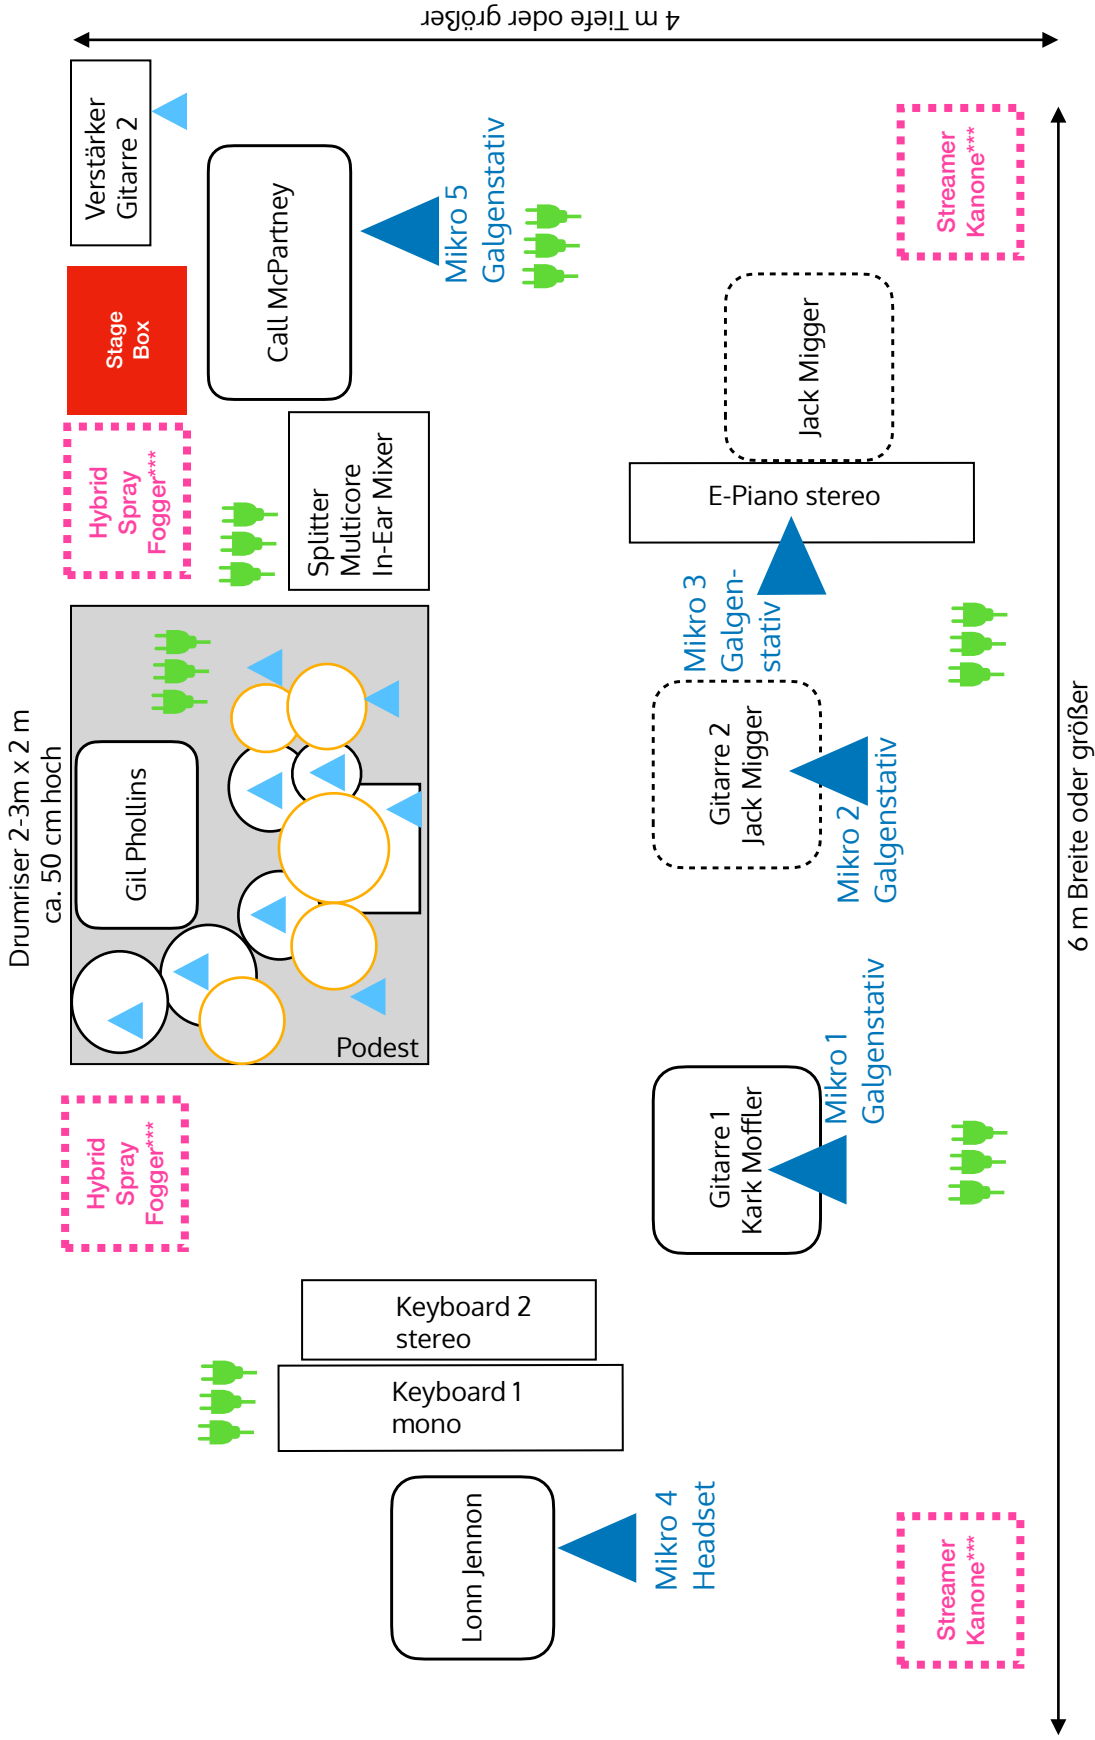 4 m Tiefe oder größer
Verstärker
Gitarre 2
Call McPartney
Mikro 5
Galgenstativ
Streamer
Kanone***
Stage
Box
Hybrid
Spray
Fogger***
Splitter
Multicore
In-Ear Mixer
Jack Migger
E-Piano stereo
Mikro 3
Galgen-
stativ
Drumriser 2-3m x 2 m
ca. 50 cm hoch
Gil Phollins
Podest
Gitarre 2
Jack Migger
Mikro 2
Galgenstativ
6 m Breite oder größer
Hybrid
Spray
Fogger***
Gitarre 1
Kark Moffler
Mikro1
Galgenstativ
Keyboard 2
stereo
Keyboard 1
mono
Lonn Jennon
Mikro 4
Headset
Streamer
Kanone***